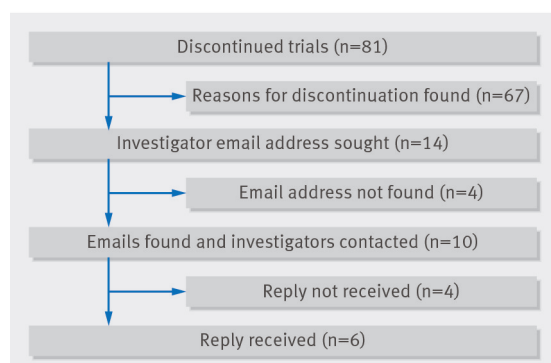 Discontinued trials (n=81)
Reasons for discontinuation found (n=67)
Investigator email address sought (n=14)
Email address not found (n=4)
Emails found and investigators contacted (n=10)
Reply not received (n=4)
Reply received (n=6)